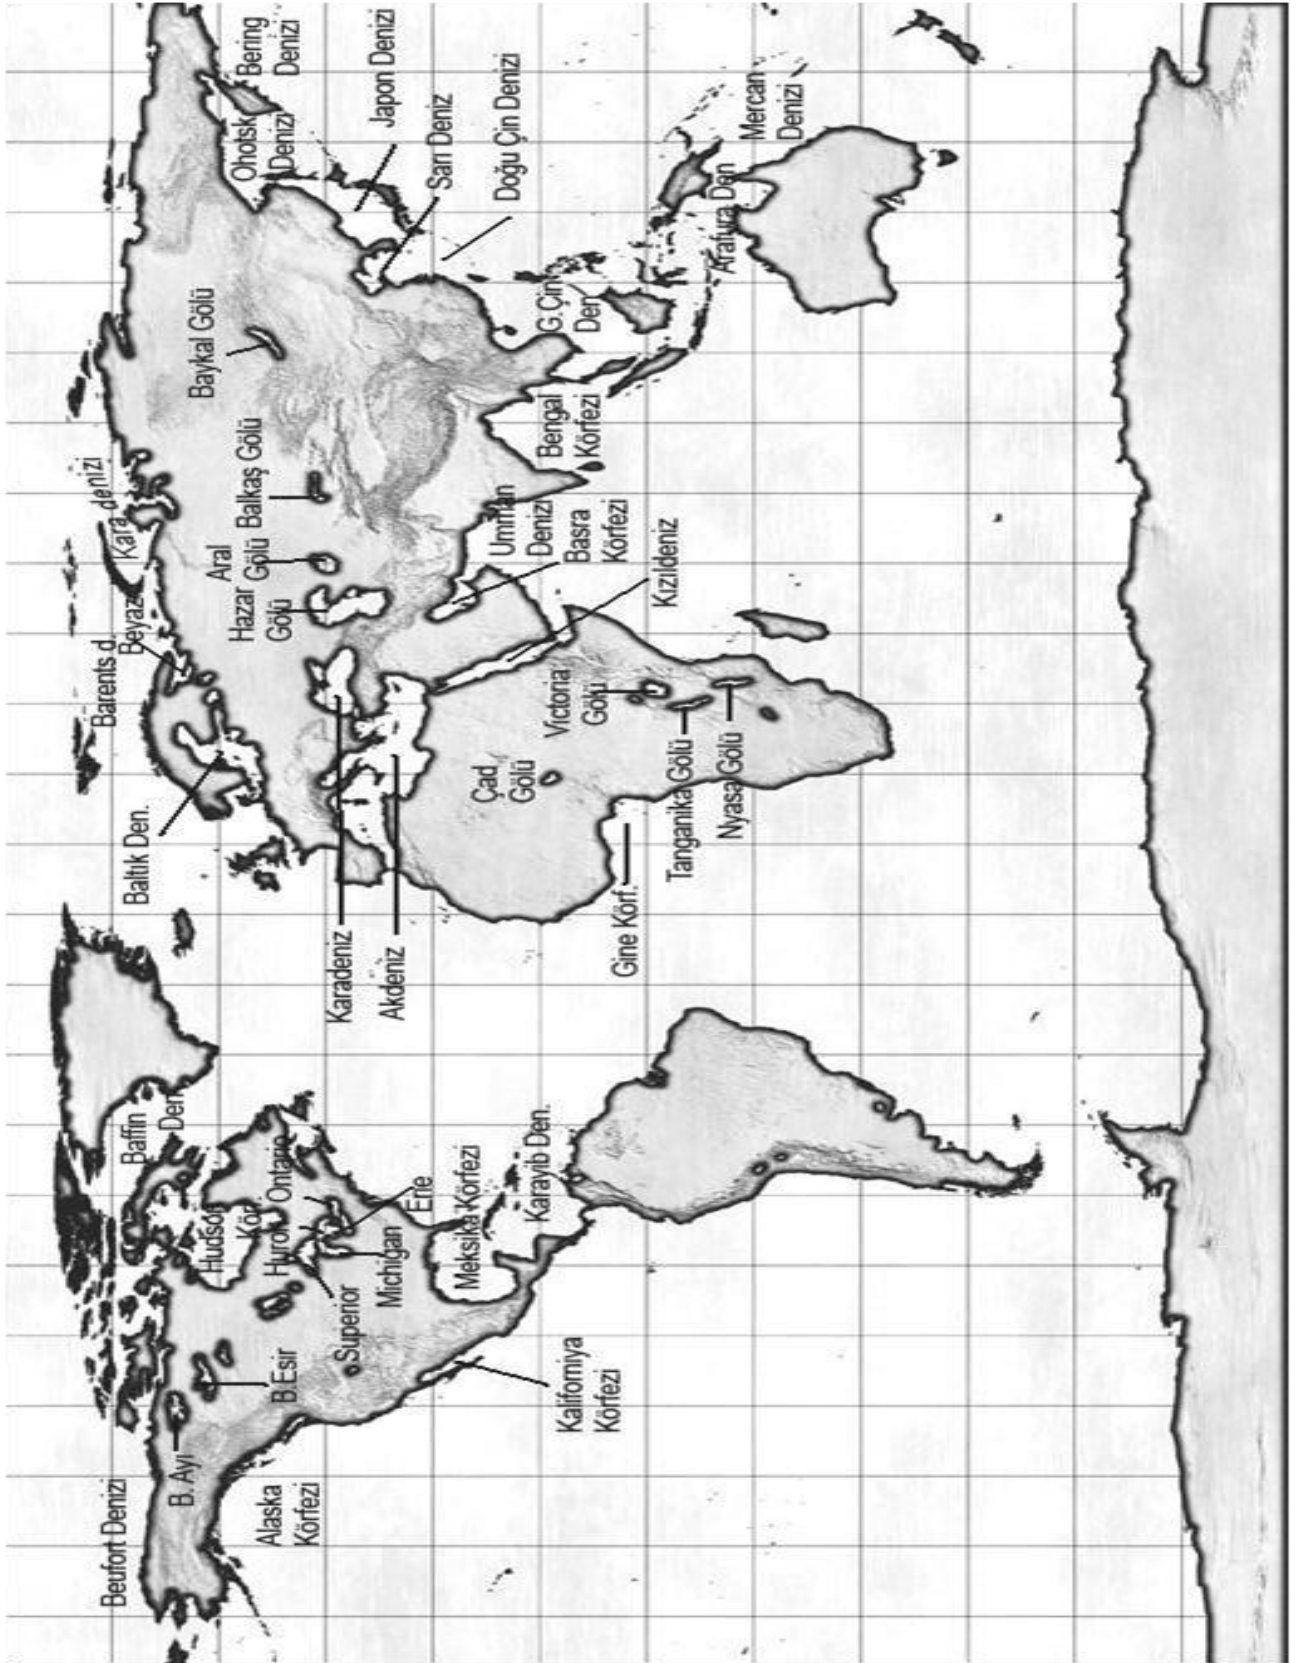 Beufort Denizi
B. Ayı
Alaska
Körfezi
B.Esir
Superior
Michigan
Erie
Huron
Ontario
Hudson
Kör
Baffin
Den
Kaliforniya
Körfezi
Meksika Körfezi
Karayib Den.
Karadeniz
Akdeniz
Gine Körf.
Baltık Den.
Barents d.
Beyaz
Kara denizi
Hazar
Gölü
Aral
Gölü
Balkaş Gölü
Baykal Gölü
Çad
Gölü
Victoria
Gölü
Tanganika Gölü
Nyasa Gölü
Kızıldeniz
Basra
Körfezi
Umman
Denizi
Bengal
Körfezi
G.Çin
Den
Ohotsk
Denizi
Bering
Denizi
Japon Denizi
Sarı Deniz
Doğu Çin Denizi
Arafura Den
Mercan
Denizi